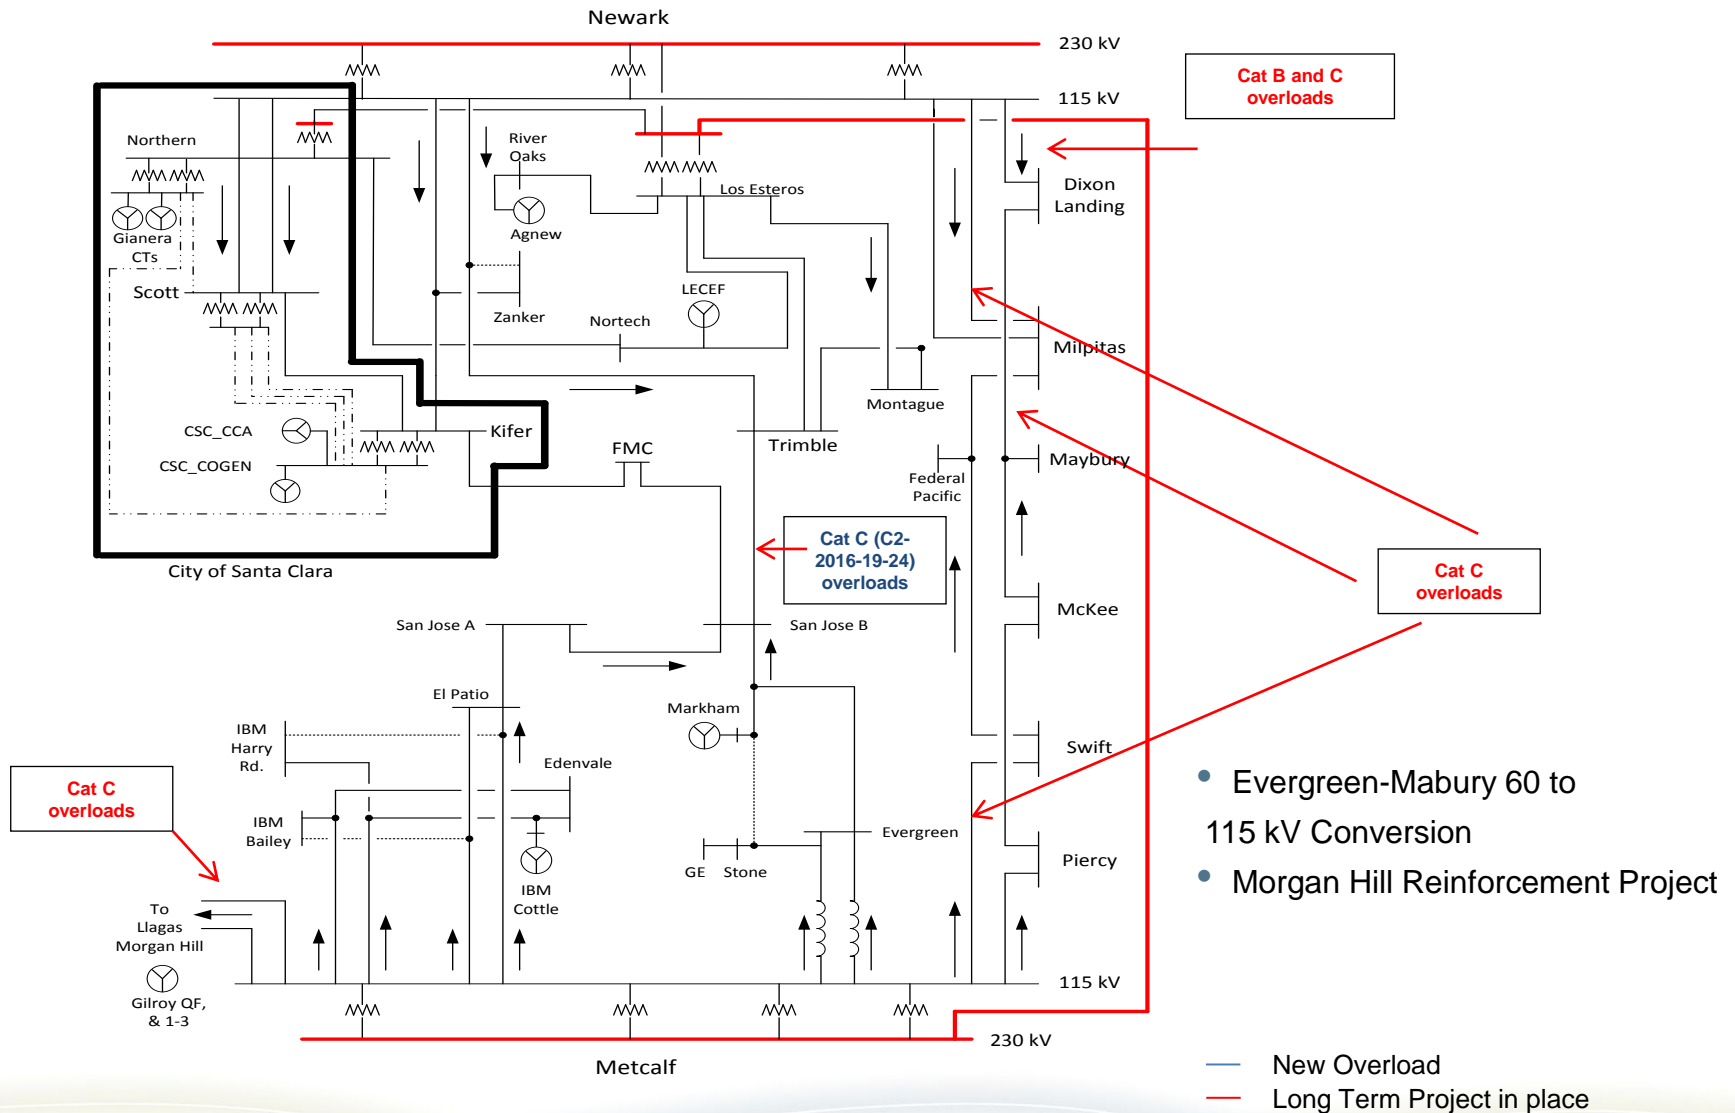 Newark
230 kV
Cat B and C
overloads
115 kV
Northern
River
Oaks
Los Esteros
Dixon
Landing
Gianera
CTs
Agnew
Scott
LECEF
Zanker
Nortech
Milpitas
Montague
CSC_CCA
Kifer
FMC
Trimble
CSC_COGEN
Maybury
Federal
Pacific
Cat C (C2-
2016-19-24)
overloads
City of Santa Clara
Cat C
overloads
McKee
San Jose A
San Jose B
El Patio
Markham
IBM
Harry
Rd.
Edenvale
Swift
Cat C
overloads
IBM
Bailey
Evergreen
GE
Stone
Piercy
IBM
Cottle
To
Llagas
Morgan Hill
Gilroy QF,
& 1-3
115 kV
230 kV
Metcalf
• Evergreen-Mabury 60 to
115 kV Conversion
• Morgan Hill Reinforcement Project
New Overload
Long Term Project in place